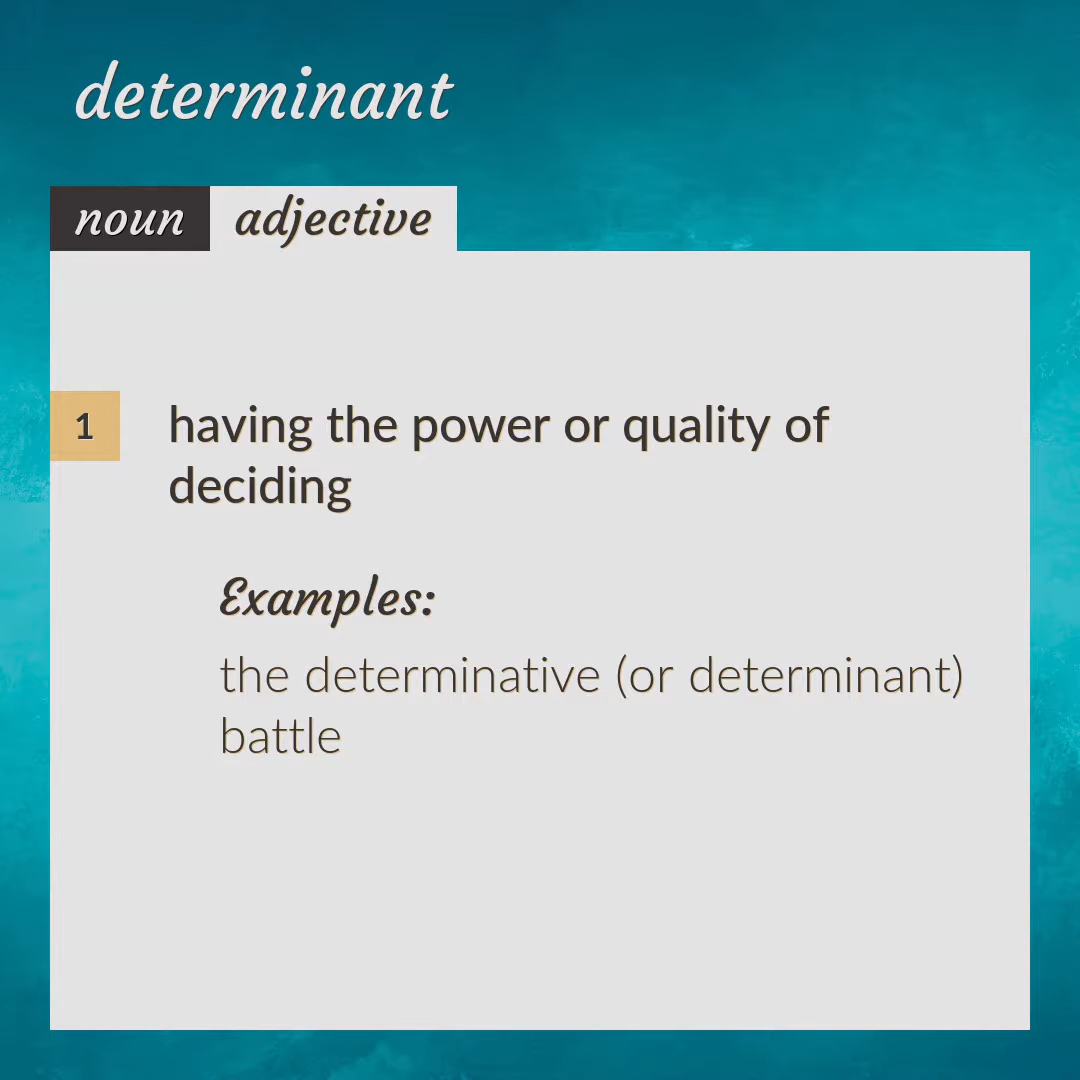 determinant
noun adjective
1 having the power or quality of
deciding
Examples:
the determinative (or determinant)
battle